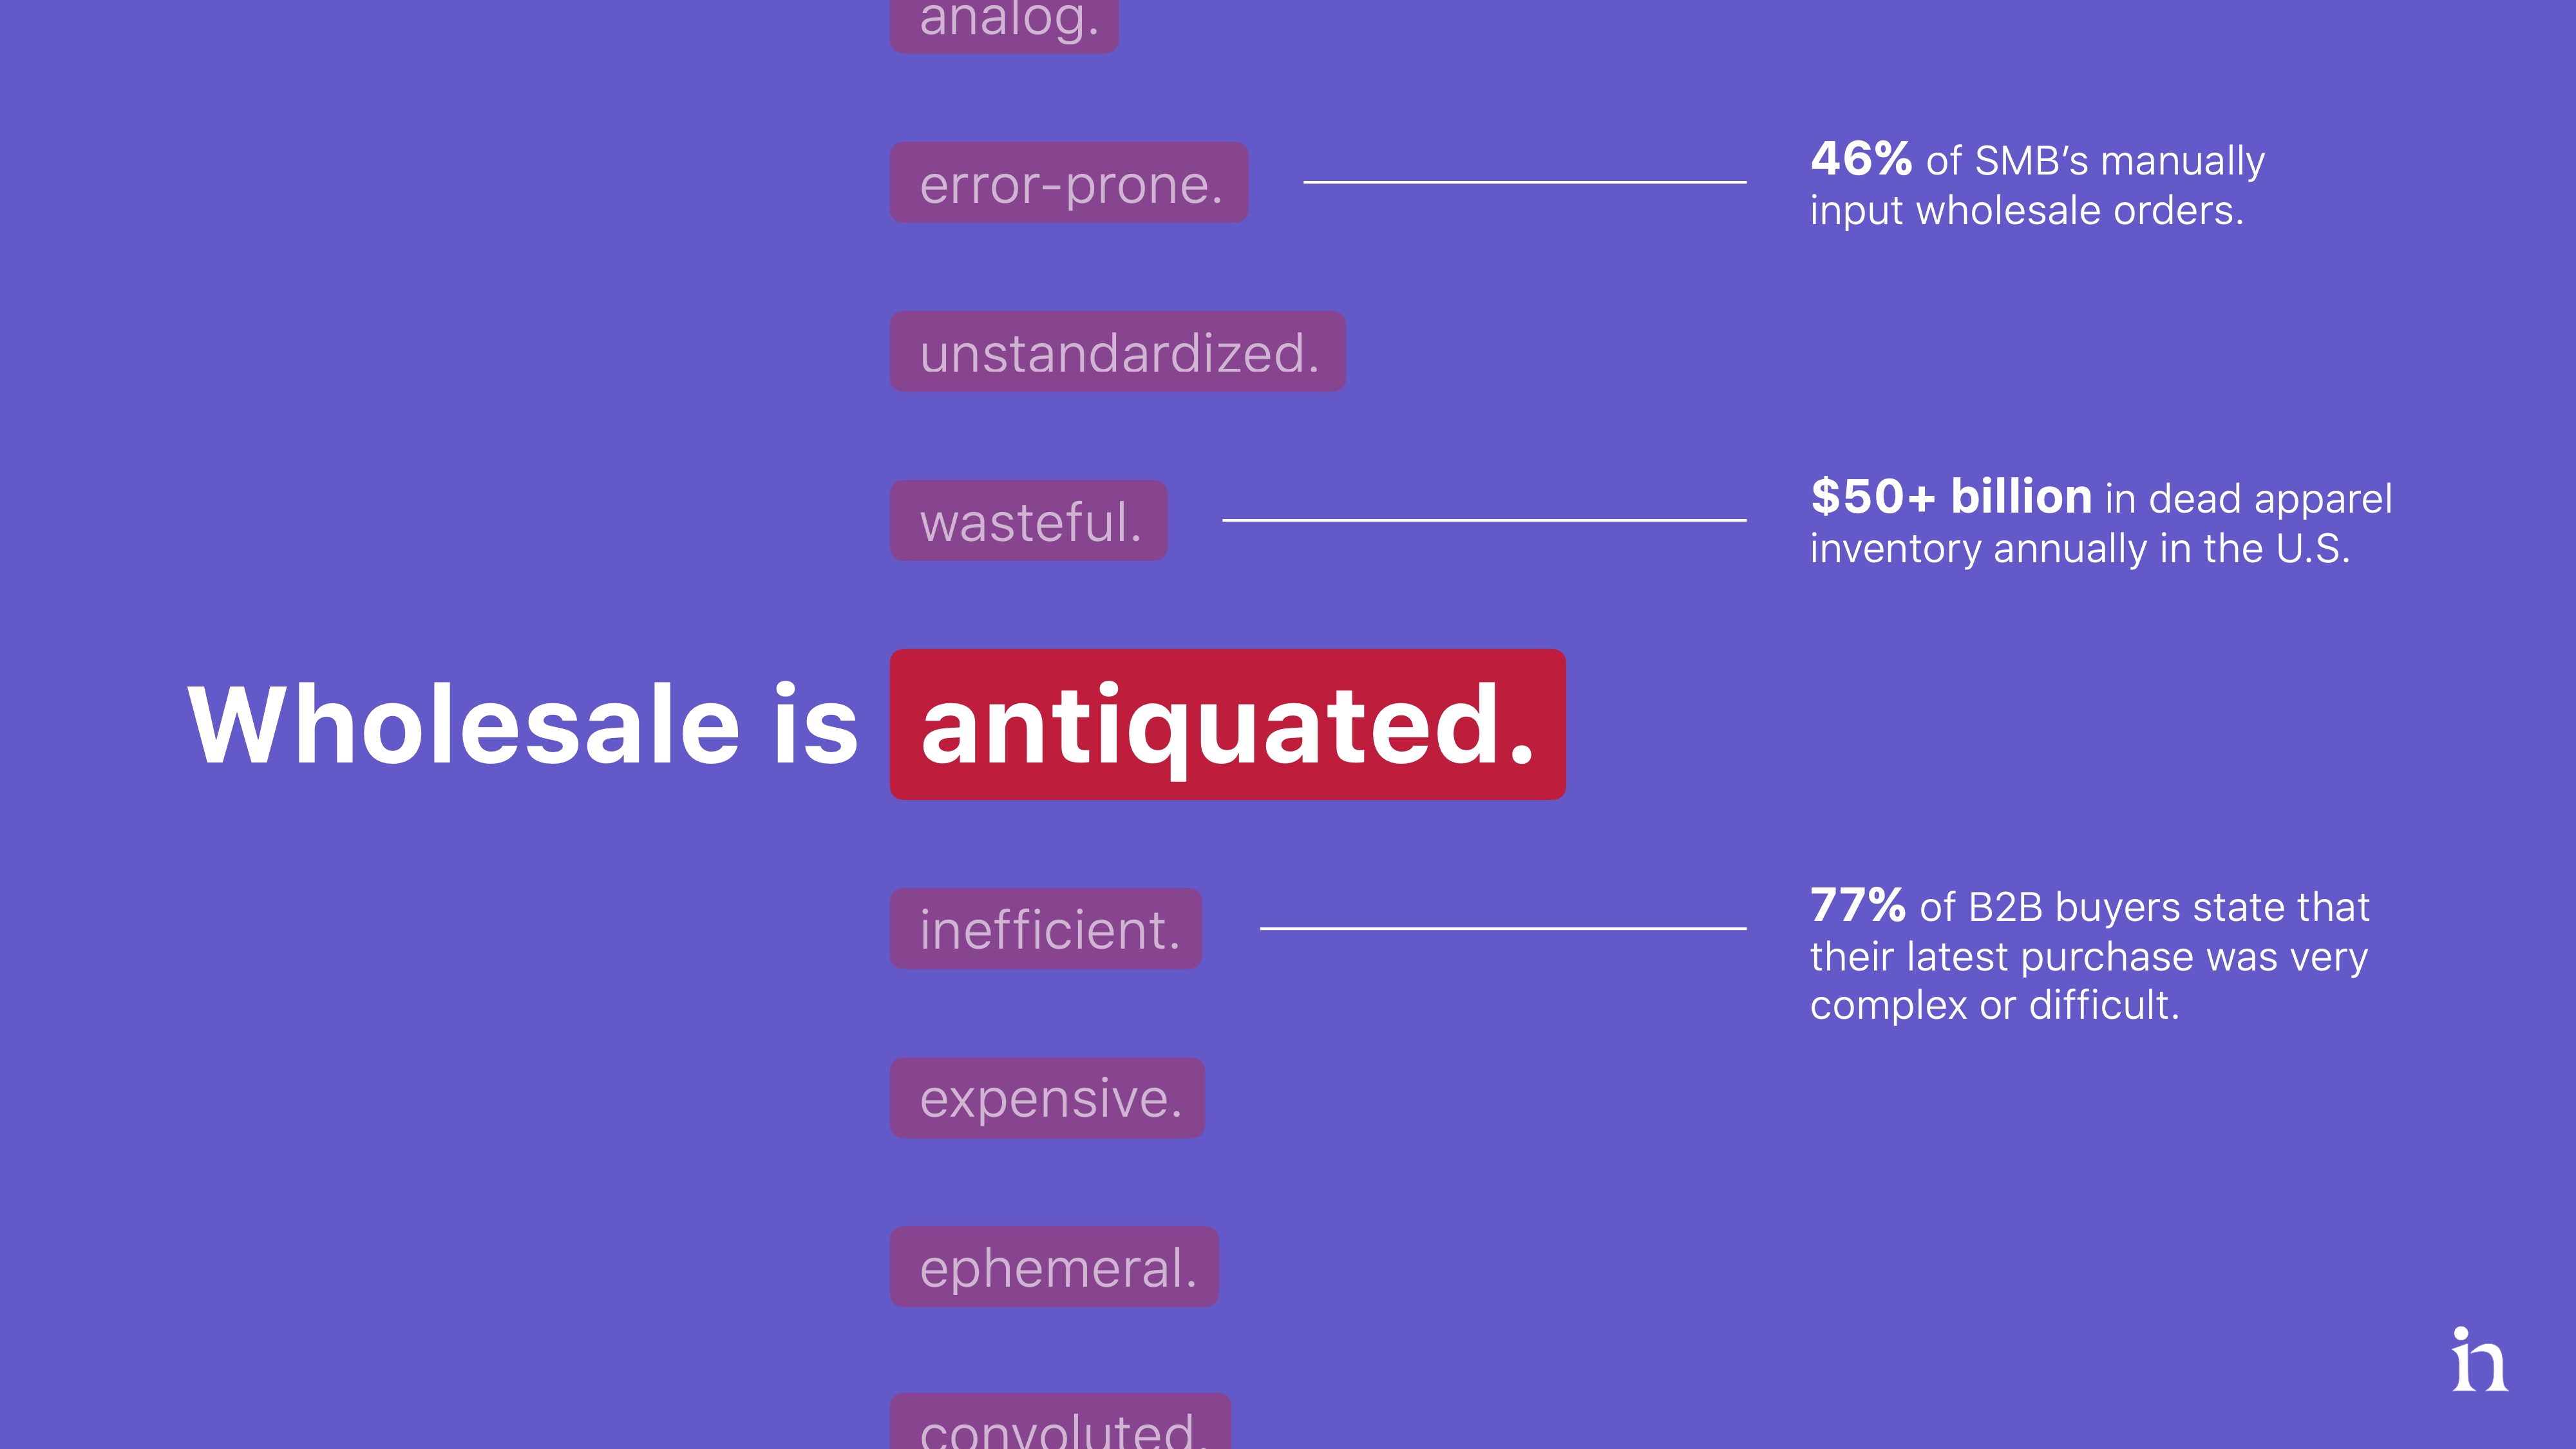 analog.
error-prone.
46% of SMB’s manually
input wholesale orders.
unstandardized.
wasteful.
$50+ billion in dead apparel
inventory annually in the U.S.
Wholesale is antiquated.
inefficient.
77% of B2B buyers state that
their latest purchase was very
complex or difficult.
expensive.
ephemeral.
convoluted.
in